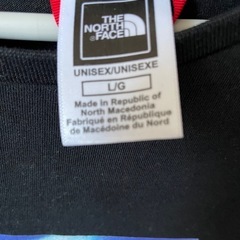 THE
NORTH
FACE
UNISEX/UNISEXE
L/G
Made in Republic of
North Macedonia
Fabriqué en République
de Macédoine du Nord